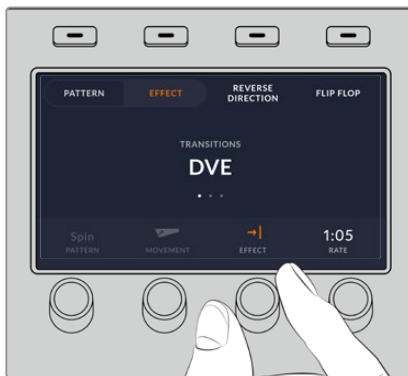 PATTERN
EFFECT
REVERSE
DIRECTION
FLIP FLOP
TRANSITIONS
DVE
Spin
PATTERN
MOVEMENT
EFFECT
1:05
RATE